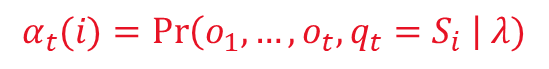 αₜ(i) = Pr(o₁, … , oₜ, qₜ = Sᵢ | λ)